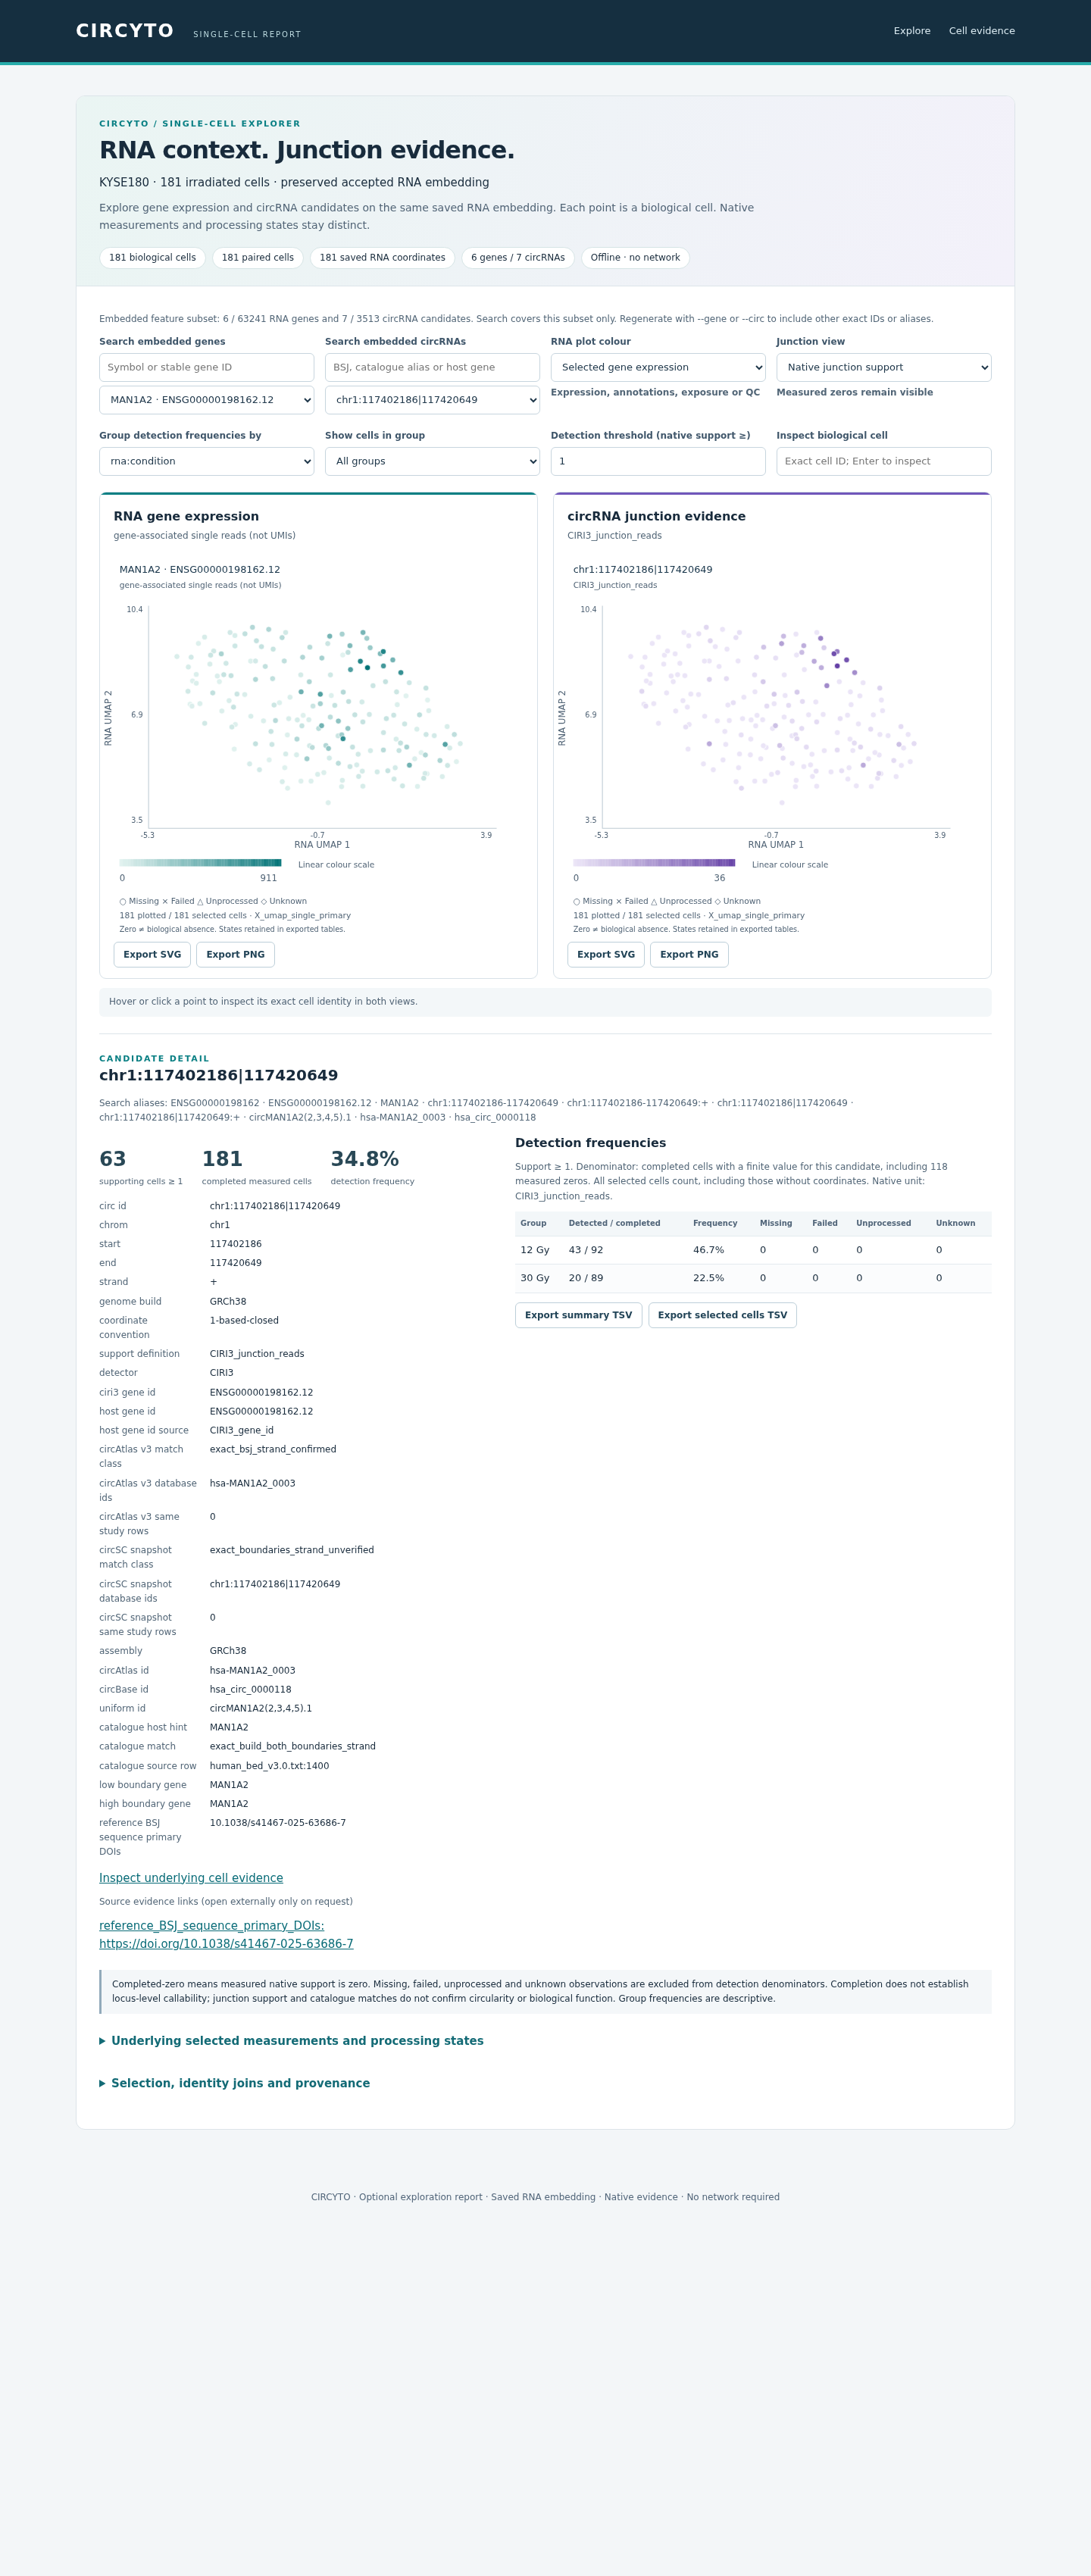 CIRCYTO SINGLE-CELL REPORT Explore Cell evidence
CIRCYTO / SINGLE-CELL EXPLORER
RNA context. Junction evidence.
KYSE180 · 181 irradiated cells · preserved accepted RNA embedding
Explore gene expression and circRNA candidates on the same saved RNA embedding. Each point is a biological cell. Native
measurements and processing states stay distinct.
181 biological cells 181 paired cells 181 saved RNA coordinates 6 genes / 7 circRNAs Offline · no network
Embedded feature subset: 6 / 63241 RNA genes and 7 / 3513 circRNA candidates. Search covers this subset only. Regenerate with --gene or --circ to include other exact IDs or aliases.
Search embedded genes Search embedded circRNAs RNA plot colour Junction view
Symbol or stable gene ID BSJ, catalogue alias or host gene Selected gene expression Native junction support
MAN1A2 · ENSG00000198162.12 chr1:117402186|117420649 Expression, annotations, exposure or QC Measured zeros remain visible
Group detection frequencies by Show cells in group Detection threshold (native support ≥) Inspect biological cell
rna:condition All groups 1 Exact cell ID; Enter to inspect
RNA gene expression
gene-associated single reads (not UMIs)
MAN1A2 · ENSG00000198162.12
gene-associated single reads (not UMIs)
10.4
6.9
3.5
RNA UMAP 2
-5.3 -0.7 3.9
RNA UMAP 1
Linear colour scale
0 911
○ Missing × Failed △ Unprocessed ◇ Unknown
181 plotted / 181 selected cells · X_umap_single_primary
Zero ≠ biological absence. States retained in exported tables.
Export SVG Export PNG
circRNA junction evidence
CIRI3_junction_reads
chr1:117402186|117420649
CIRI3_junction_reads
10.4
6.9
3.5
RNA UMAP 2
-5.3 -0.7 3.9
RNA UMAP 1
Linear colour scale
0 36
○ Missing × Failed △ Unprocessed ◇ Unknown
181 plotted / 181 selected cells · X_umap_single_primary
Zero ≠ biological absence. States retained in exported tables.
Export SVG Export PNG
Hover or click a point to inspect its exact cell identity in both views.
CANDIDATE DETAIL
chr1:117402186|117420649
Search aliases: ENSG00000198162 · ENSG00000198162.12 · MAN1A2 · chr1:117402186-117420649 · chr1:117402186-117420649:+ · chr1:117402186|117420649 ·
chr1:117402186|117420649:+ · circMAN1A2(2,3,4,5).1 · hsa-MAN1A2_0003 · hsa_circ_0000118
63 181 34.8%
supporting cells ≥ 1 completed measured cells detection frequency
circ id chr1:117402186|117420649
chrom chr1
start 117402186
end 117420649
strand +
genome build GRCh38
coordinate 1-based-closed
convention
support definition CIRI3_junction_reads
detector CIRI3
ciri3 gene id ENSG00000198162.12
host gene id ENSG00000198162.12
host gene id source CIRI3_gene_id
circAtlas v3 match exact_bsj_strand_confirmed
class
circAtlas v3 database hsa-MAN1A2_0003
ids
circAtlas v3 same 0
study rows
circSC snapshot exact_boundaries_strand_unverified
match class
circSC snapshot chr1:117402186|117420649
database ids
circSC snapshot 0
same study rows
assembly GRCh38
circAtlas id hsa-MAN1A2_0003
circBase id hsa_circ_0000118
uniform id circMAN1A2(2,3,4,5).1
catalogue host hint MAN1A2
catalogue match exact_build_both_boundaries_strand
catalogue source row human_bed_v3.0.txt:1400
low boundary gene MAN1A2
high boundary gene MAN1A2
reference BSJ 10.1038/s41467-025-63686-7
sequence primary
DOIs
Inspect underlying cell evidence
Source evidence links (open externally only on request)
reference_BSJ_sequence_primary_DOIs:
https://doi.org/10.1038/s41467-025-63686-7
Detection frequencies
Support ≥ 1. Denominator: completed cells with a finite value for this candidate, including 118
measured zeros. All selected cells count, including those without coordinates. Native unit:
CIRI3_junction_reads.
Group Detected / completed Frequency Missing Failed Unprocessed Unknown
12 Gy 43 / 92 46.7% 0 0 0 0
30 Gy 20 / 89 22.5% 0 0 0 0
Export summary TSV Export selected cells TSV
Completed-zero means measured native support is zero. Missing, failed, unprocessed and unknown observations are excluded from detection denominators. Completion does not establish
locus-level callability; junction support and catalogue matches do not confirm circularity or biological function. Group frequencies are descriptive.
▶ Underlying selected measurements and processing states
▶ Selection, identity joins and provenance
CIRCYTO · Optional exploration report · Saved RNA embedding · Native evidence · No network required